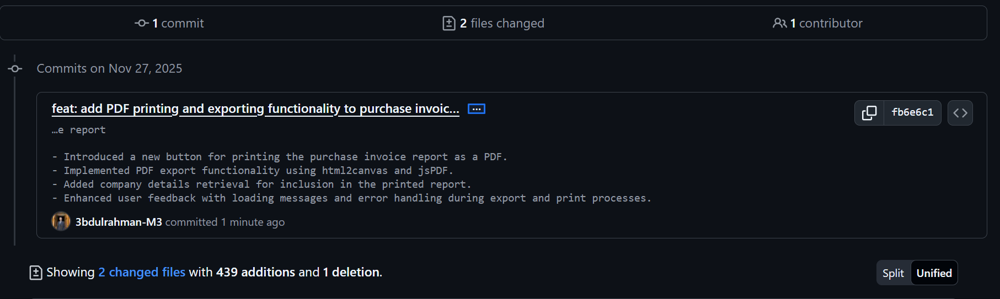 1 commit
2 files changed
1 contributor
Commits on Nov 27, 2025
feat: add PDF printing and exporting functionality to purchase invoic... ...
fb6e6c1
…e report
- Introduced a new button for printing the purchase invoice report as a PDF.
- Implemented PDF export functionality using html2canvas and jsPDF.
- Added company details retrieval for inclusion in the printed report.
- Enhanced user feedback with loading messages and error handling during export and print processes.
3bdulrahman-M3 committed 1 minute ago
Showing 2 changed files with 439 additions and 1 deletion.
Split Unified